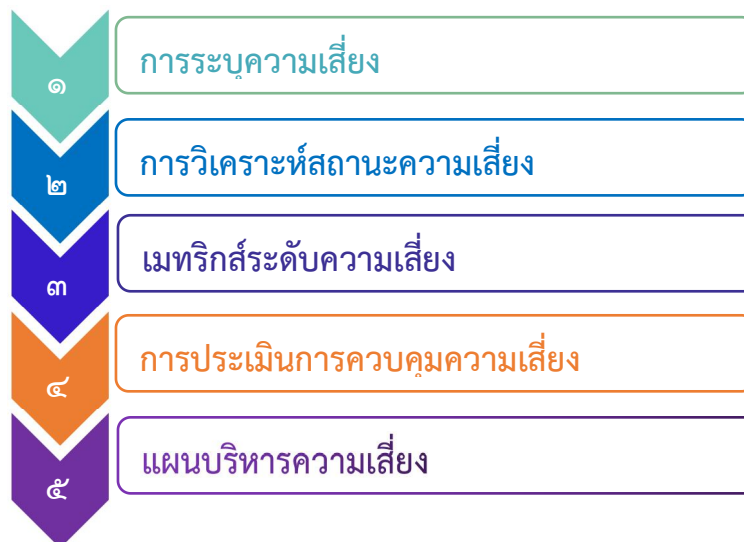 ๑
การระบุความเสี่ยง
๒
การวิเคราะห์สถานะความเสี่ยง
๓
เมทริกส์ระดับความเสี่ยง
๔
การประเมินการควบคุมความเสี่ยง
๕
แผนบริหารความเสี่ยง